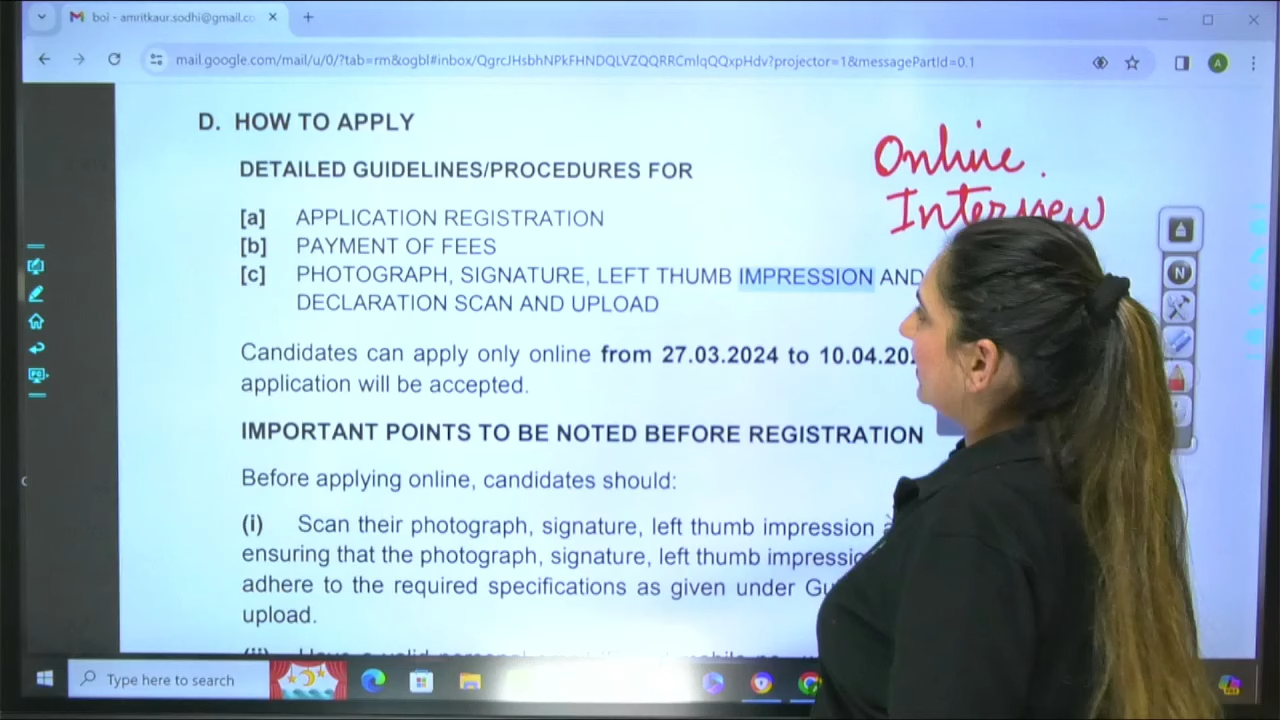 boi - amritkaur.sodhi@gmail.co
mail.google.com/mail/u/0/?tab=rm&ogbl#inbox/QgrcJHsbhNPkFHNDQLVZQQRRCmlqQQxpHdv?projector=1&messagePartId=0.1
A
D. HOW TO APPLY
Online.
Interview
DETAILED GUIDELINES/PROCEDURES FOR
[a] APPLICATION REGISTRATION
[b] PAYMENT OF FEES
[c] PHOTOGRAPH, SIGNATURE, LEFT THUMB IMPRESSION AND
DECLARATION SCAN AND UPLOAD
N
Candidates can apply only online from 27.03.2024 to 10.04.202
application will be accepted.
IMPORTANT POINTS TO BE NOTED BEFORE REGISTRATION
Before applying online, candidates should:
(i) Scan their photograph, signature, left thumb impression
ensuring that the photograph, signature, left thumb impressio
adhere to the required specifications as given under Gu
upload.
Type here to search